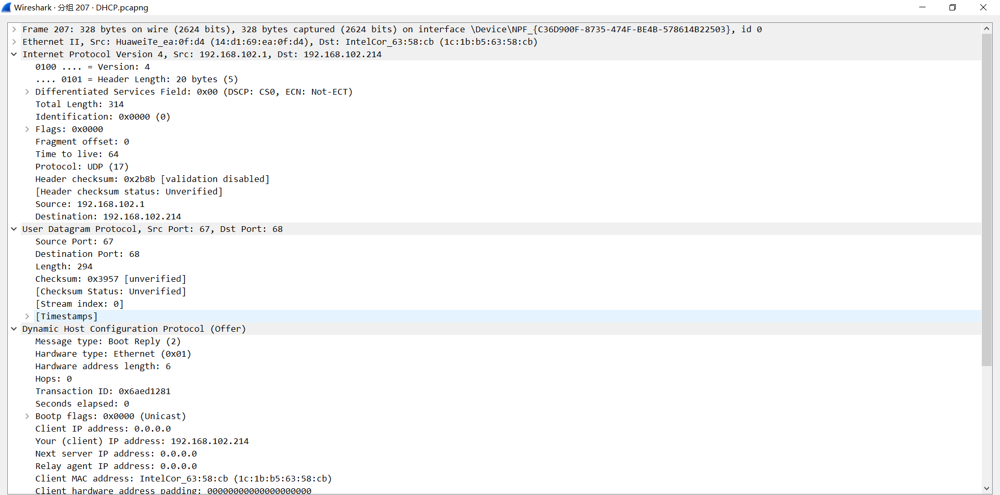 Wireshark · 分组 207 · DHCP.pcapng
Frame 207: 328 bytes on wire (2624 bits), 328 bytes captured (2624 bits) on interface \Device\NPF_{C36D900F-8735-474F-BE4B-578614B22503}, id 0
Ethernet II, Src: HuaweiTe_ea:0f:d4 (14:d1:69:ea:0f:d4), Dst: IntelCor_63:58:cb (1c:1b:b5:63:58:cb)
Internet Protocol Version 4, Src: 192.168.102.1, Dst: 192.168.102.214
0100 .... = Version: 4
.... 0101 = Header Length: 20 bytes (5)
Differentiated Services Field: 0x00 (DSCP: CS0, ECN: Not-ECT)
Total Length: 314
Identification: 0x0000 (0)
Flags: 0x0000
Fragment offset: 0
Time to live: 64
Protocol: UDP (17)
Header checksum: 0x2b8b [validation disabled]
[Header checksum status: Unverified]
Source: 192.168.102.1
Destination: 192.168.102.214
User Datagram Protocol, Src Port: 67, Dst Port: 68
Source Port: 67
Destination Port: 68
Length: 294
Checksum: 0x3957 [unverified]
[Checksum Status: Unverified]
[Stream index: 0]
[Timestamps]
Dynamic Host Configuration Protocol (Offer)
Message type: Boot Reply (2)
Hardware type: Ethernet (0x01)
Hardware address length: 6
Hops: 0
Transaction ID: 0x6aed1281
Seconds elapsed: 0
Bootp flags: 0x0000 (Unicast)
Client IP address: 0.0.0.0
Your (client) IP address: 192.168.102.214
Next server IP address: 0.0.0.0
Relay agent IP address: 0.0.0.0
Client MAC address: IntelCor_63:58:cb (1c:1b:b5:63:58:cb)
Client hardware address padding: 00000000000000000000